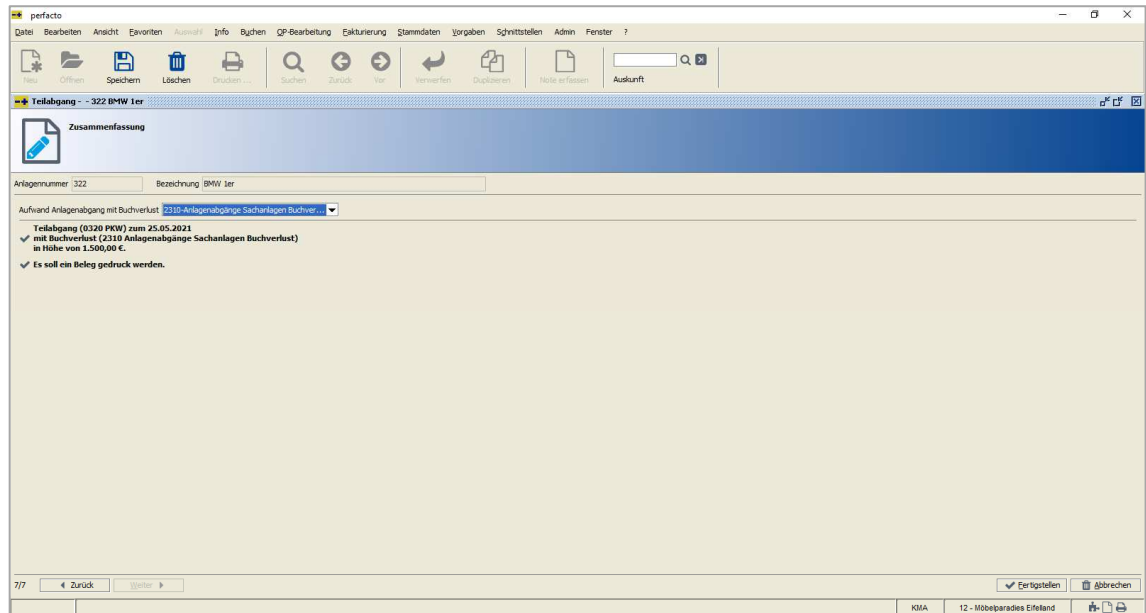 perfacto
Datei Bearbeiten Ansicht Favoriten Auswahl Info Buchen OP-Bearbeitung Fakturierung Stammdaten Vorgaben Schnittstellen Admin Fenster ?
Neu Öffnen Speichern Löschen Drucken ... Suchen Zurück Vor Verwerfen Duplizieren Note erfassen Auskunft
Teilabgang - - 322 BMW 1er
Zusammenfassung
Anlagennummer 322 Bezeichnung BMW 1er
Aufwand Anlagenabgang mit Buchverlust 2310-Anlagenabgänge Sachanlagen Buchver...
Teilabgang (0320 PKW) zum 25.05.2021
mit Buchverlust (2310 Anlagenabgänge Sachanlagen Buchverlust)
in Höhe von 1.500,00 €.
Es soll ein Beleg gedruck werden.
7/7 Zurück Weiter Fertigstellen Abbrechen
KMA 12 - Möbelparadies Eifelland